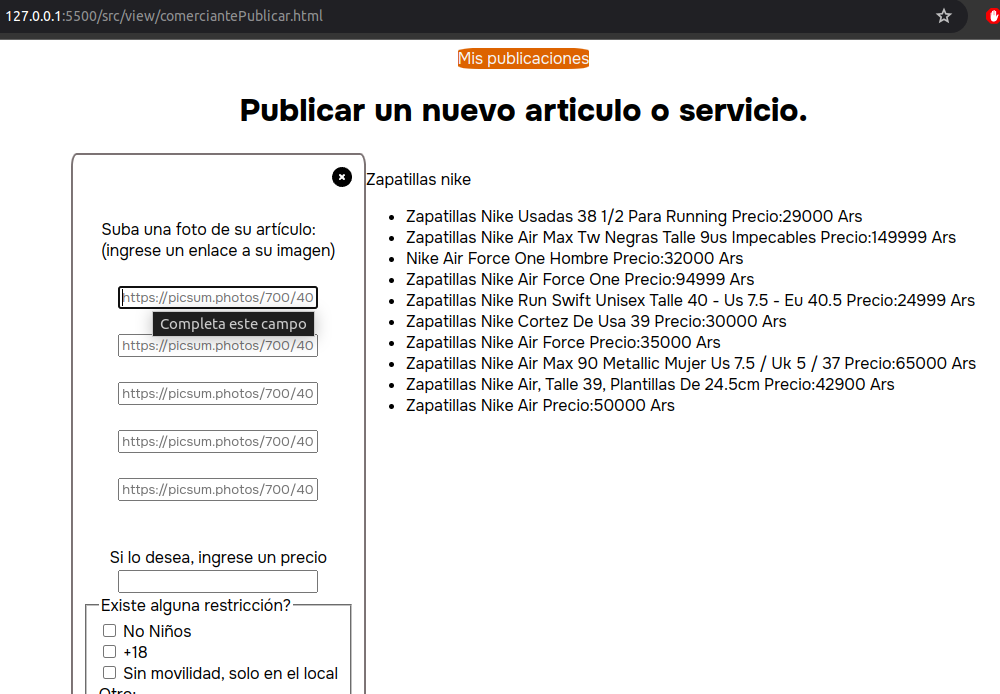 127.0.0.1:5500/src/view/comerciantePublicar.html
Mis publicaciones
Publicar un nuevo articulo o servicio.
Suba una foto de su artículo:
(ingrese un enlace a su imagen)
https://picsum.photos/700/40
Completa este campo
https://picsum.photos/700/40
https://picsum.photos/700/40
https://picsum.photos/700/40
https://picsum.photos/700/40
Si lo desea, ingrese un precio
Existe alguna restricción?
No Niños
+18
Sin movilidad, solo en el local
Otro:
Zapatillas nike
Zapatillas Nike Usadas 38 1/2 Para Running Precio:29000 Ars
Zapatillas Nike Air Max Tw Negras Talle 9us Impecables Precio:149999 Ars
Nike Air Force One Hombre Precio:32000 Ars
Zapatillas Nike Air Force One Precio:94999 Ars
Zapatillas Nike Run Swift Unisex Talle 40 - Us 7.5 - Eu 40.5 Precio:24999 Ars
Zapatillas Nike Cortez De Usa 39 Precio:30000 Ars
Zapatillas Nike Air Force Precio:35000 Ars
Zapatillas Nike Air Max 90 Metallic Mujer Us 7.5 / Uk 5 / 37 Precio:65000 Ars
Zapatillas Nike Air, Talle 39, Plantillas De 24.5cm Precio:42900 Ars
Zapatillas Nike Air Precio:50000 Ars